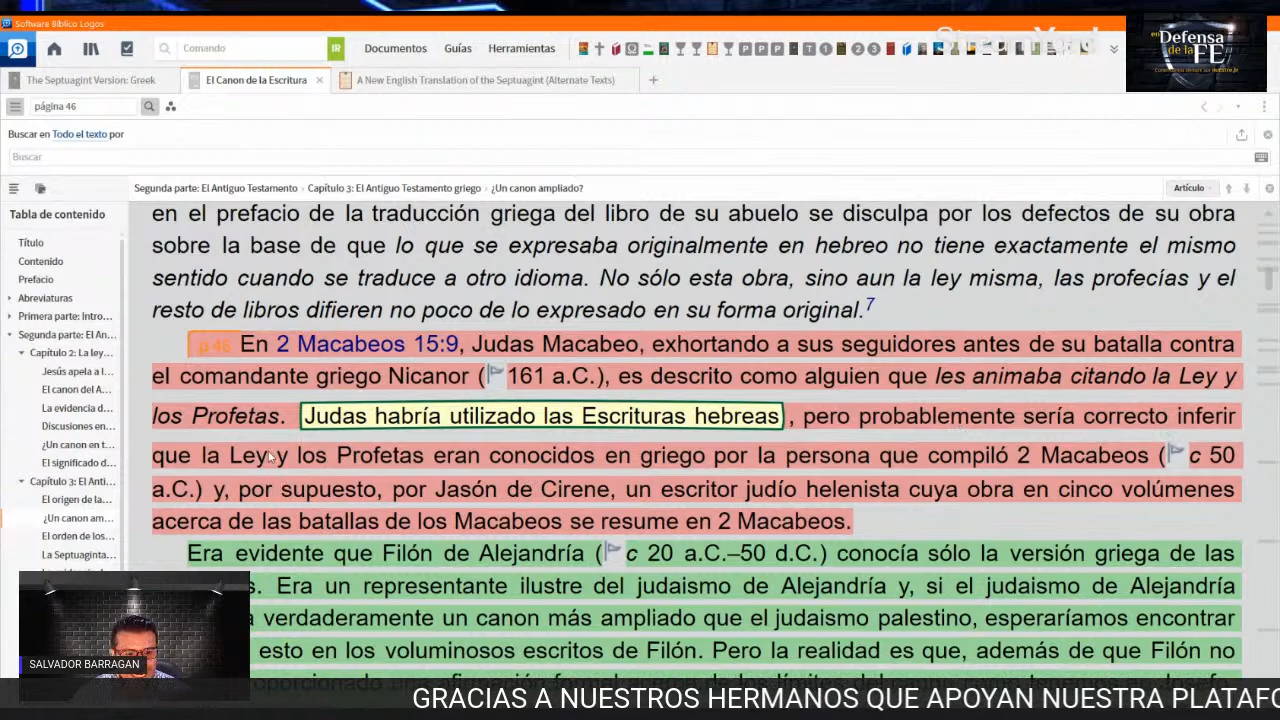 Software Bíblico Logos
Comando
IR
Documentos
Guías
Herramientas
en
Defensa
de la
FE
The Septuagint Version: Greek
El Canon de la Escritura
A New English Translation of the Septuagint (Alternate Texts)
página 46
Buscar en Todo el texto por
Buscar
Segunda parte: El Antiguo Testamento › Capítulo 3: El Antiguo Testamento griego › ¿Un canon ampliado?
Artículo
Tabla de contenido
Título
Contenido
Prefacio
Abreviaturas
Primera parte: Intro...
Segunda parte: El An...
Capítulo 2: La ley...
Jesús apela a l...
El canon del A...
La evidencia d...
Discusiones en...
¿Un canon en t...
El significado d...
Capítulo 3: El Anti...
El origen de la...
¿Un canon am...
El orden de los...
La Septuaginta...
en el prefacio de la traducción griega del libro de su abuelo se disculpa por los defectos de su obra
sobre la base de que lo que se expresaba originalmente en hebreo no tiene exactamente el mismo
sentido cuando se traduce a otro idioma. No sólo esta obra, sino aun la ley misma, las profecías y el
resto de libros difieren no poco de lo expresado en su forma original.7
p 46 En 2 Macabeos 15:9, Judas Macabeo, exhortando a sus seguidores antes de su batalla contra
el comandante griego Nicanor (161 a.C.), es descrito como alguien que les animaba citando la Ley y
los Profetas. Judas habría utilizado las Escrituras hebreas, pero probablemente sería correcto inferir
que la Ley y los Profetas eran conocidos en griego por la persona que compiló 2 Macabeos (c 50
a.C.) y, por supuesto, por Jasón de Cirene, un escritor judío helenista cuya obra en cinco volúmenes
acerca de las batallas de los Macabeos se resume en 2 Macabeos.
Era evidente que Filón de Alejandría (c 20 a.C.–50 d.C.) conocía sólo la versión griega de las
s. Era un representante ilustre del judaísmo de Alejandría y, si el judaísmo de Alejandría
verdaderamente un canon más ampliado que el judaísmo palestino, esperaríamos encontrar
esto en los voluminosos escritos de Filón. Pero la realidad es que, además de que Filón no
SALVADOR BARRAGAN
GRACIAS A NUESTROS HERMANOS QUE APOYAN NUESTRA PLATAFO